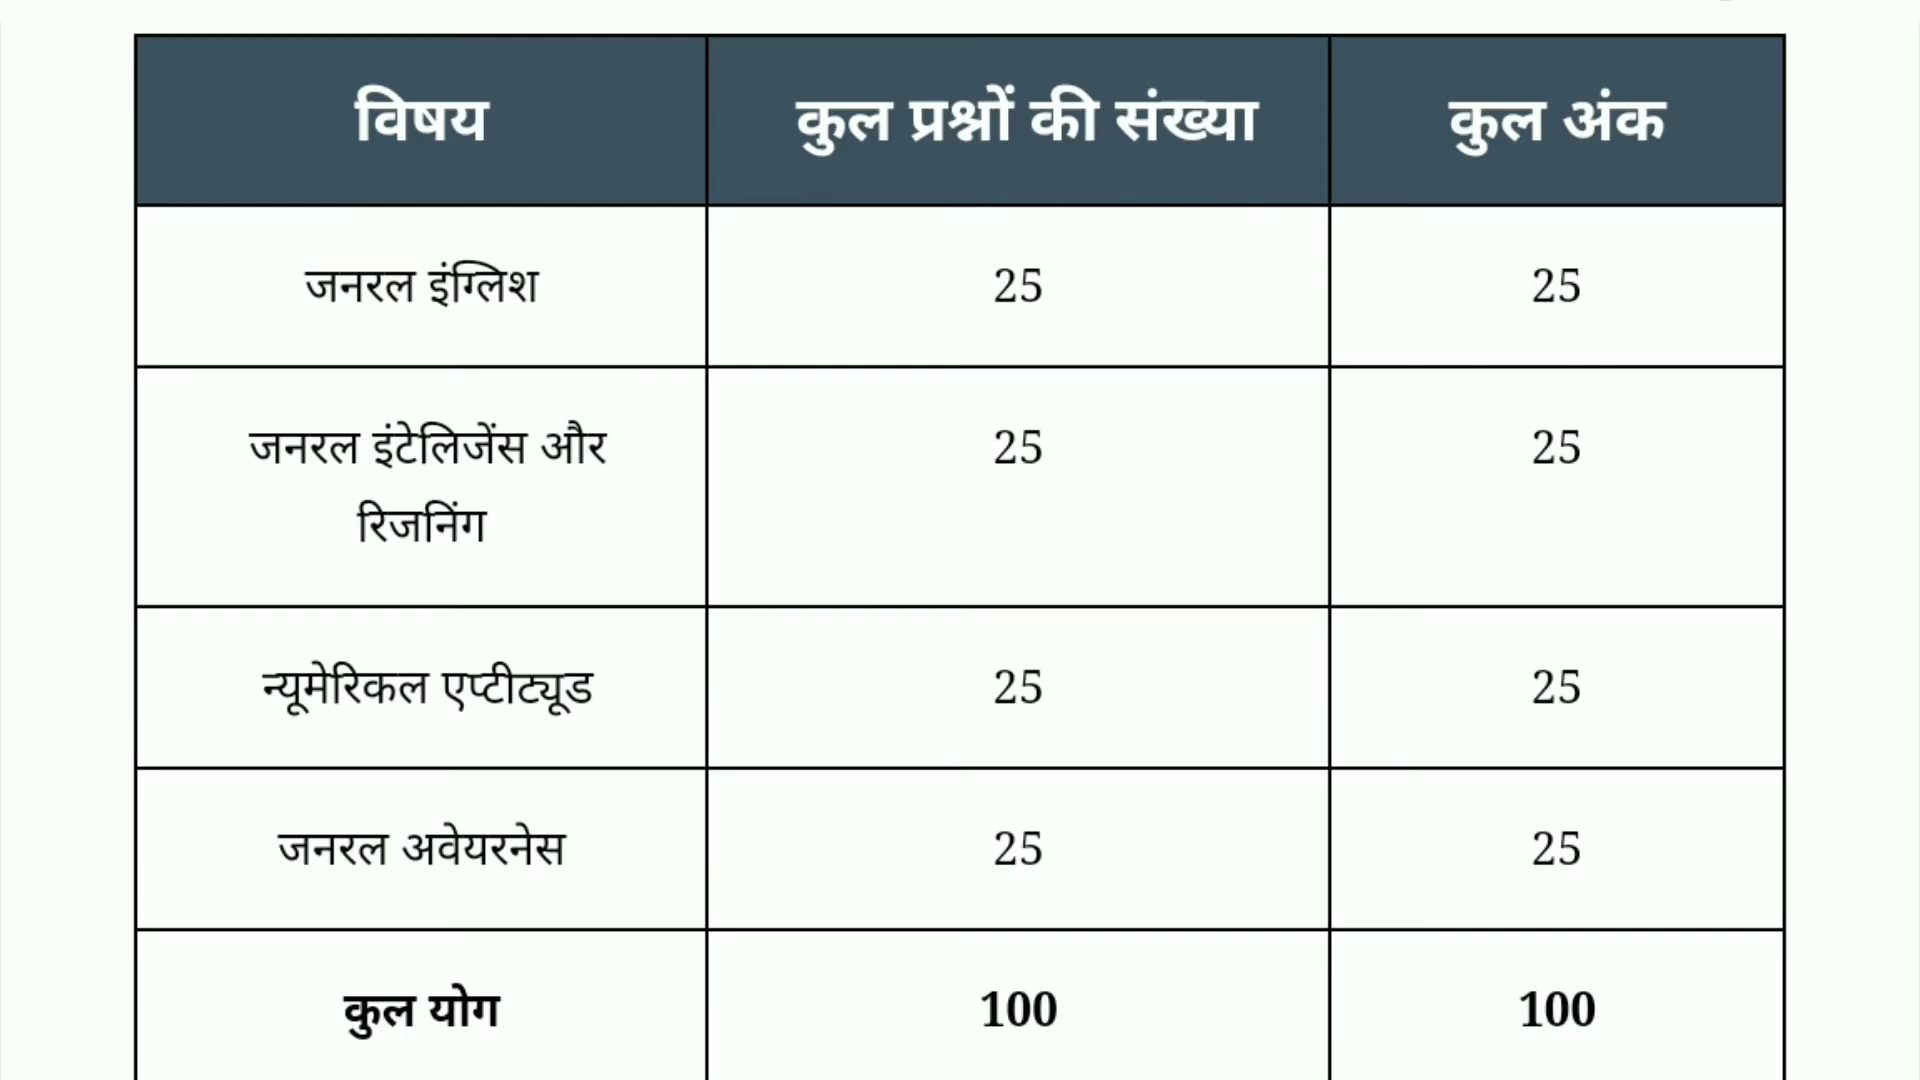 विषय कुल प्रश्नों की संख्या कुल अंक
जनरल इंग्लिश 25 25
जनरल इंटेलिजेंस और 25 25
रिजनिंग
न्यूमेरिकल एप्टीट्यूड 25 25
जनरल अवेयरनेस 25 25
कुल योग 100 100